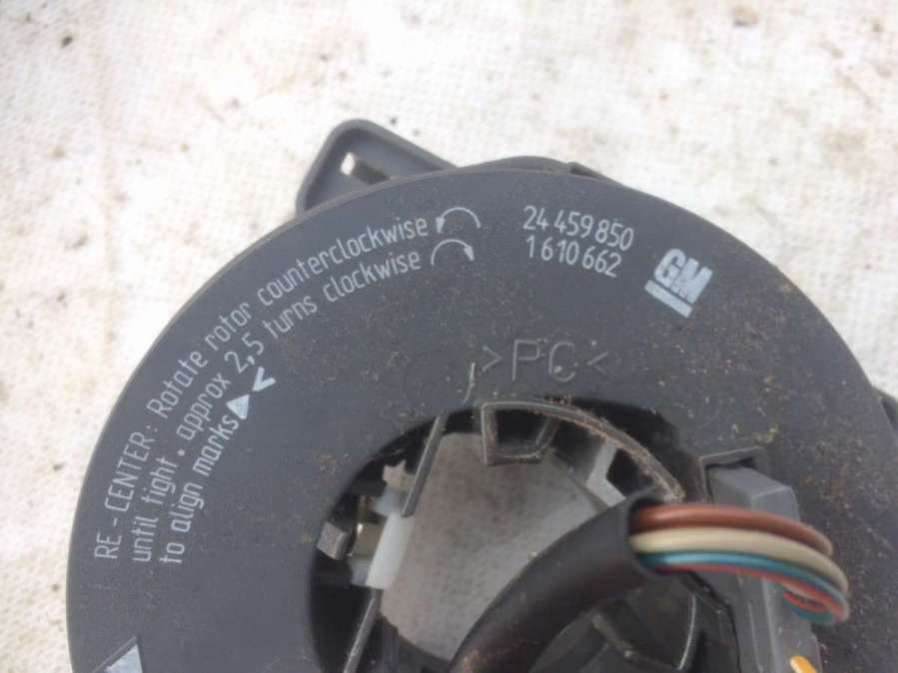 RE-CENTER: Rotate rotor counterclockwise
until tight. approx 2,5 turns clockwise
to align marks
24 459 850
1 610 662
GM
>PC<